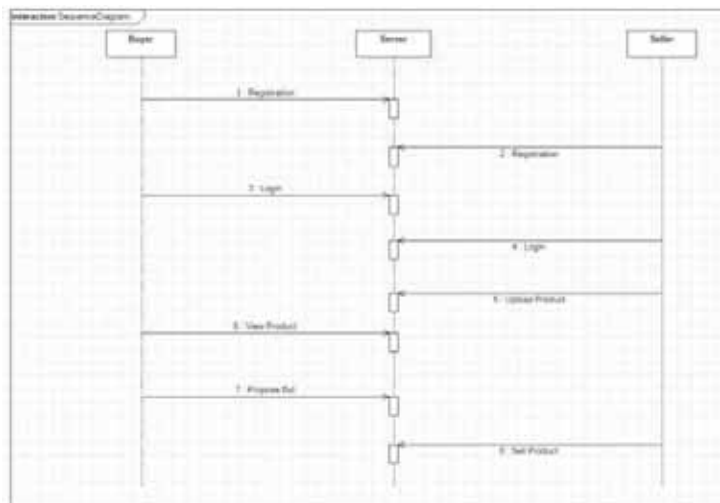 interaction SequenceDiagram
Buyer
Server
Seller
1 : Registration
2 : Registration
3 : Login
4 : Login
5 : Upload Product
6 : View Product
7 : Propose Bid
8 : Sell Product